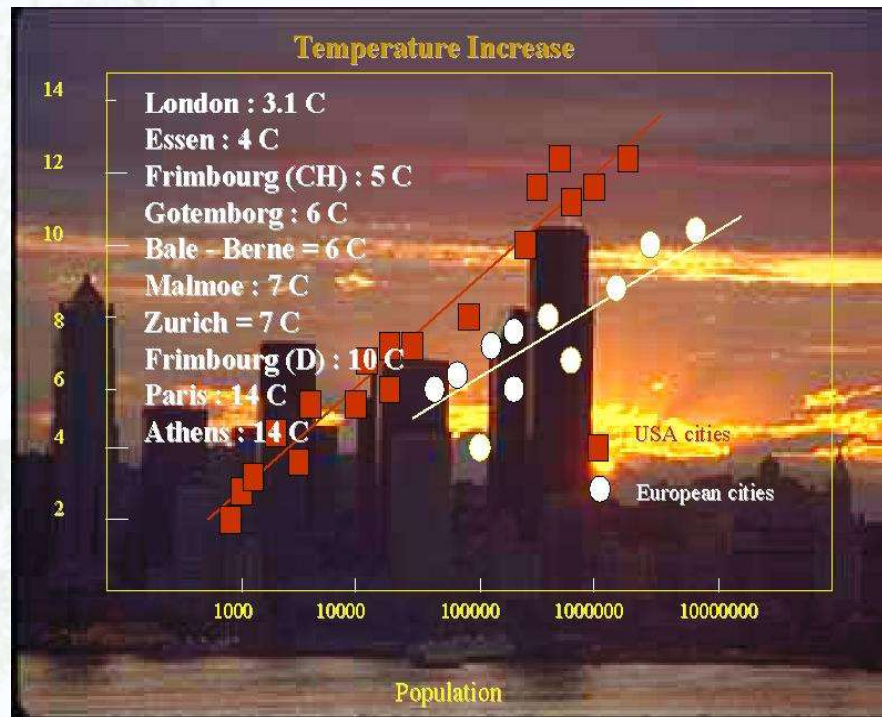 Temperature Increase
14
London : 3.1 C
Essen : 4 C
12
Frimbourg (CH) : 5 C
Gotemborg : 6 C
10
Bale - Berne = 6 C
Malmoe : 7 C
8
Zurich = 7 C
Frimbourg (D) : 10 C
6
Paris : 14 C
Athens : 14 C
4
USA cities
European cities
2
1000 10000 100000 1000000 10000000
Population